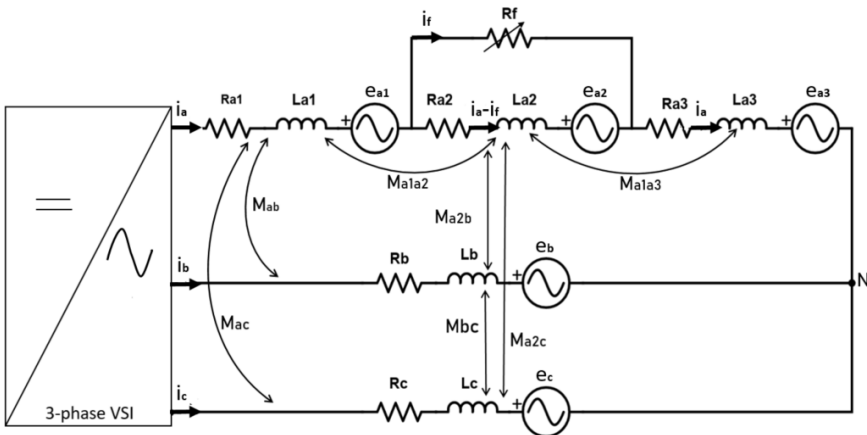 if
Rf
ia
Ra1
La1
+
ea1
Ra2
ia-if
La2
+
ea2
Ra3
ia
La3
+
ea3
Ma1a2
Ma1a3
Mab
Ma2b
ib
Rb
Lb
+
eb
N
Mac
Mbc
Ma2c
ic
Rc
Lc
+
ec
3-phase VSI